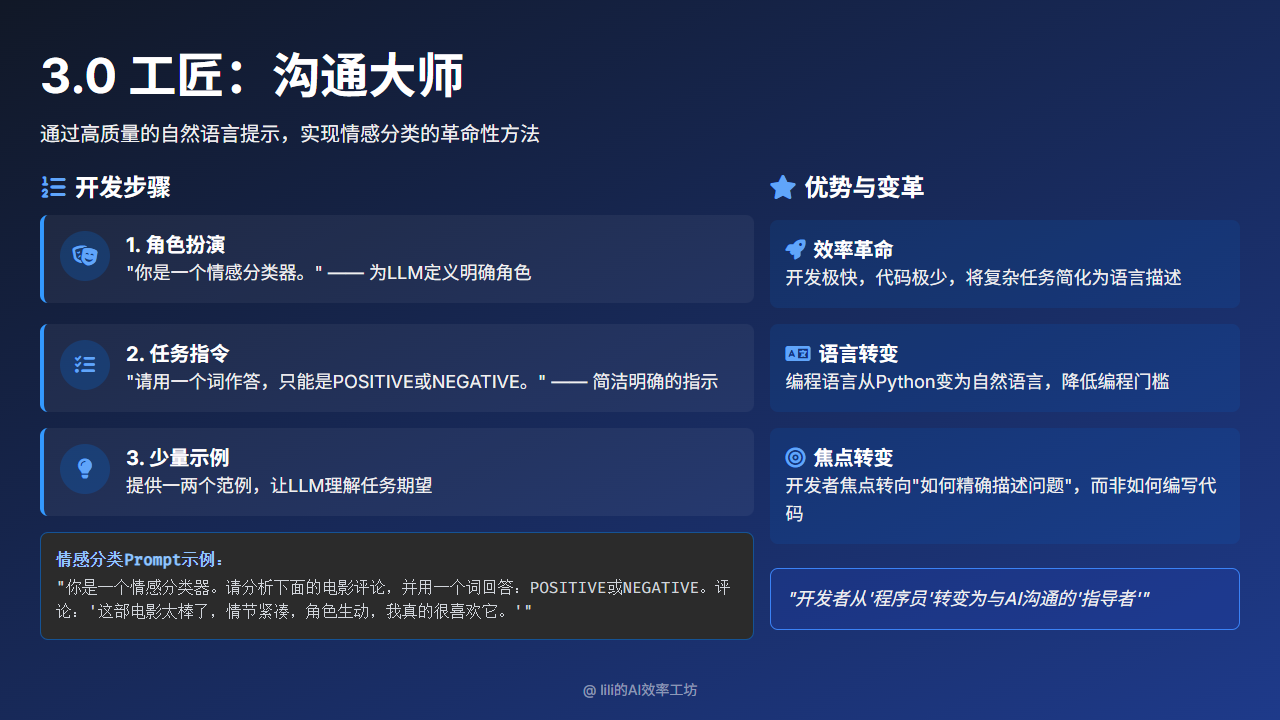 3.0 工匠：沟通大师
通过高质量的自然语言提示，实现情感分类的革命性方法
开发步骤
1. 角色扮演
"你是一个情感分类器。" —— 为LLM定义明确角色
2. 任务指令
"请用一个词作答，只能是POSITIVE或NEGATIVE。" —— 简洁明确的指示
3. 少量示例
提供一两个范例，让LLM理解任务期望
情感分类Prompt示例：
"你是一个情感分类器。请分析下面的电影评论，并用一个词回答：POSITIVE或NEGATIVE。评
论：'这部电影太棒了，情节紧凑，角色生动，我真的很喜欢它。'"
优势与变革
效率革命
开发极快，代码极少，将复杂任务简化为语言描述
语言转变
编程语言从Python变为自然语言，降低编程门槛
焦点转变
开发者焦点转向"如何精确描述问题"，而非如何编写代
码
"开发者从'程序员'转变为与AI沟通的'指导者'"
@ lili的AI效率工坊